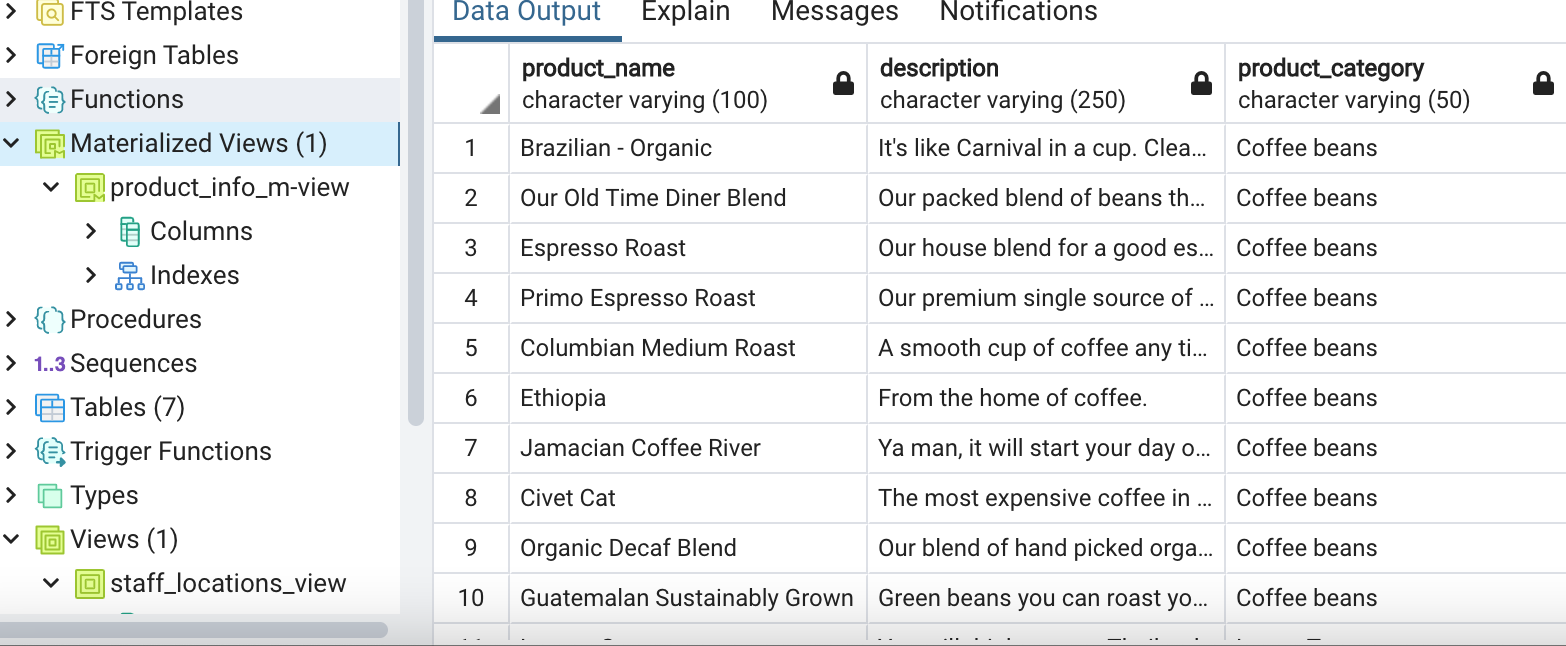 FTS Templates
Foreign Tables
Functions
Materialized Views (1)
product_info_m-view
Columns
Indexes
Procedures
1..3 Sequences
Tables (7)
Trigger Functions
Types
Views (1)
staff_locations_view
Data Output Explain Messages Notifications
product_name description product_category
character varying (100) character varying (250) character varying (50)
1 Brazilian - Organic It's like Carnival in a cup. Clea... Coffee beans
2 Our Old Time Diner Blend Our packed blend of beans th... Coffee beans
3 Espresso Roast Our house blend for a good es... Coffee beans
4 Primo Espresso Roast Our premium single source of ... Coffee beans
5 Columbian Medium Roast A smooth cup of coffee any ti... Coffee beans
6 Ethiopia From the home of coffee. Coffee beans
7 Jamacian Coffee River Ya man, it will start your day o... Coffee beans
8 Civet Cat The most expensive coffee in ... Coffee beans
9 Organic Decaf Blend Our blend of hand picked orga... Coffee beans
10 Guatemalan Sustainably Grown Green beans you can roast yo... Coffee beans